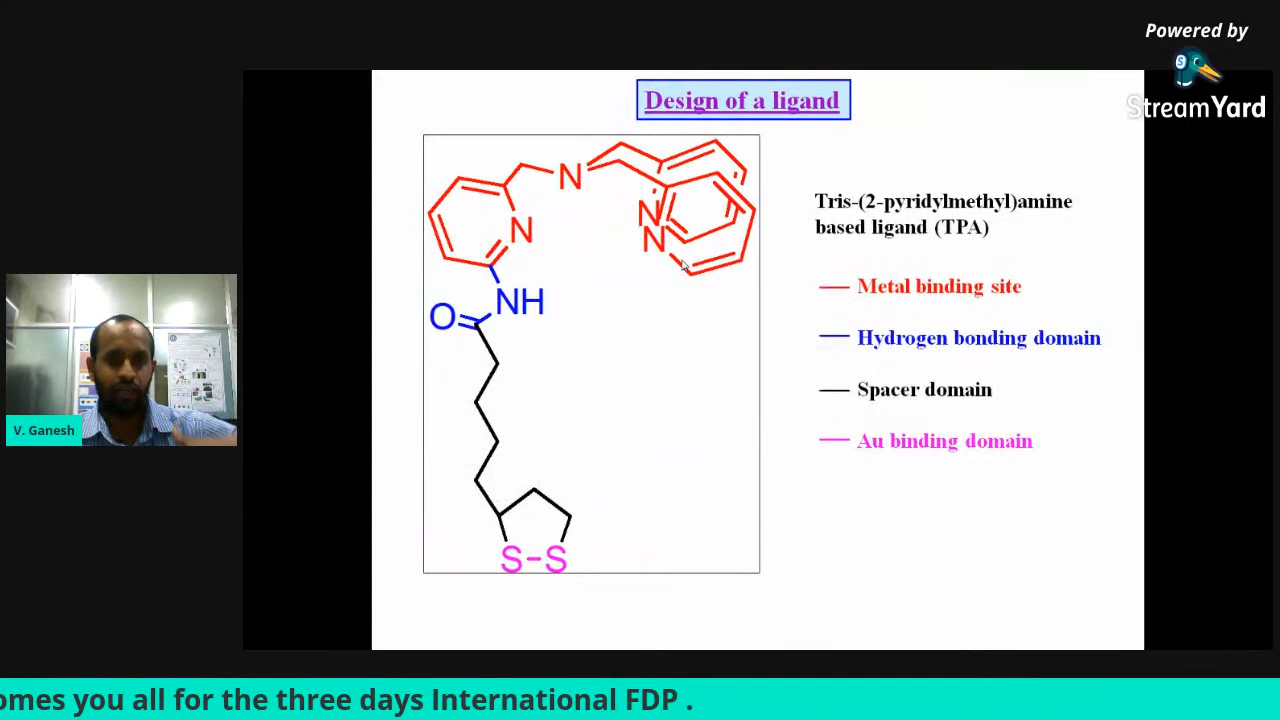 Powered by
StreamYard
Design of a ligand
N
N
N
N
NH
O
S-S
Tris-(2-pyridylmethyl)amine
based ligand (TPA)
Metal binding site
Hydrogen bonding domain
Spacer domain
Au binding domain
V. Ganesh
omes you all for the three days International FDP .